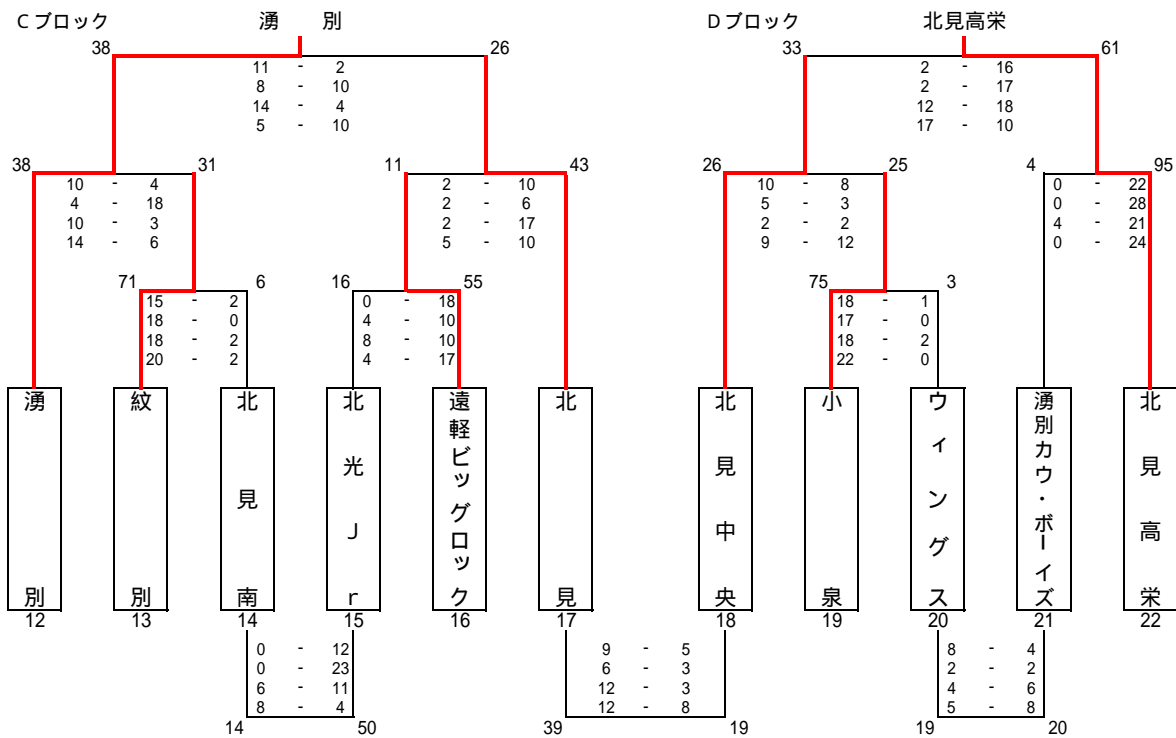 Cブロック 湧別 Dブロック 北見高栄
38 26 33 61
11 - 2 2 - 16
8 - 10 2 - 17
14 - 4 12 - 18
5 - 10 17 - 10
38 31 11 43 26 25 4 95
10 - 4 2 - 10 10 - 8 0 - 22
4 - 18 2 - 6 5 - 3 0 - 28
10 - 3 2 - 17 2 - 2 4 - 21
14 - 6 5 - 10 9 - 12 0 - 24
71 6 16 55 75 3
15 - 2 0 - 18 18 - 1
18 - 0 4 - 10 17 - 0
18 - 2 8 - 10 18 - 2
20 - 2 4 - 17 22 - 0
湧別
紋別
北見南
北光Jr
遠軽ビッグロック
北見
北見中央
小泉
ウィングス
湧別カウ・ボーイズ
北見高栄
12 13 14 15 16 17 18 19 20 21 22
0 - 12 9 - 5 8 - 4
0 - 23 6 - 3 2 - 2
6 - 11 12 - 3 4 - 6
8 - 4 12 - 8 5 - 8
14 50 39 19 19 20